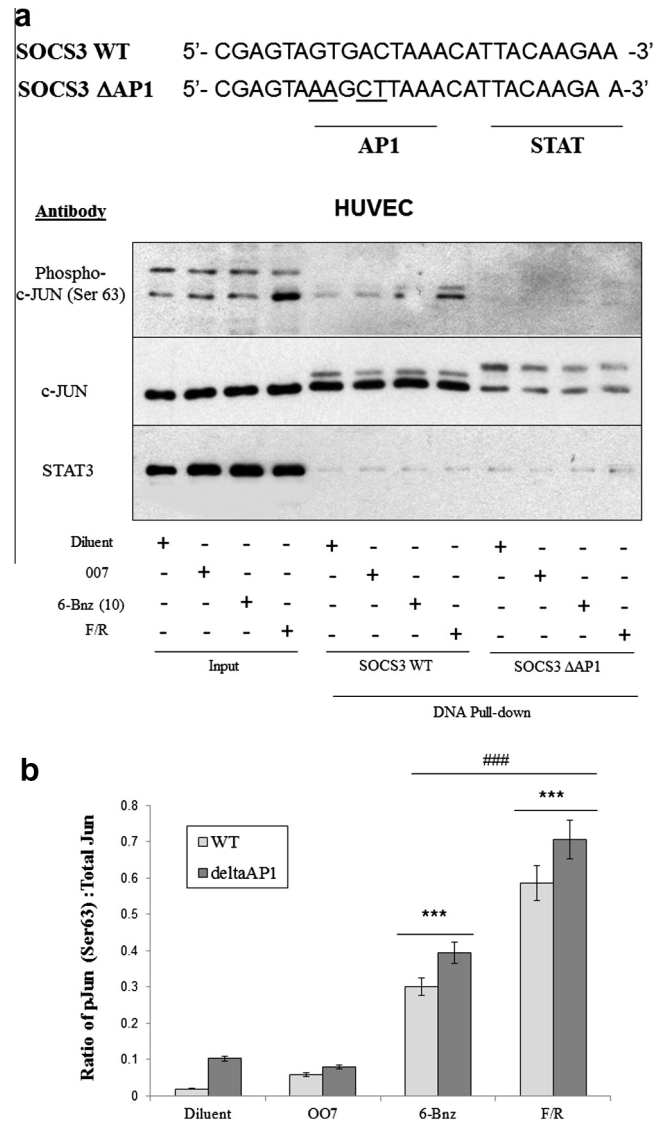 a
SOCS3 WT 5'- CGAGTAGTGACTAAACATTACAAGAA -3'
SOCS3 ΔAP1 5'- CGAGTAAAGCTTAAACATTACAAGA A-3'
AP1 STAT
Antibody HUVEC
Phospho-
c-JUN (Ser 63)
c-JUN
STAT3
Diluent + - - - + - - - + - - -
007 - + - - - + - - - + - -
6-Bnz (10) - - + - - - + - - - + -
F/R - - - + - - - + - - - +
Input SOCS3 WT SOCS3 ΔAP1
DNA Pull-down
b
###
***
***
0.8
0.7
0.6
0.5
0.4
0.3
0.2
0.1
0
Ratio of pJun (Ser63) :Total Jun
WT
deltaAP1
Diluent OO7 6-Bnz F/R